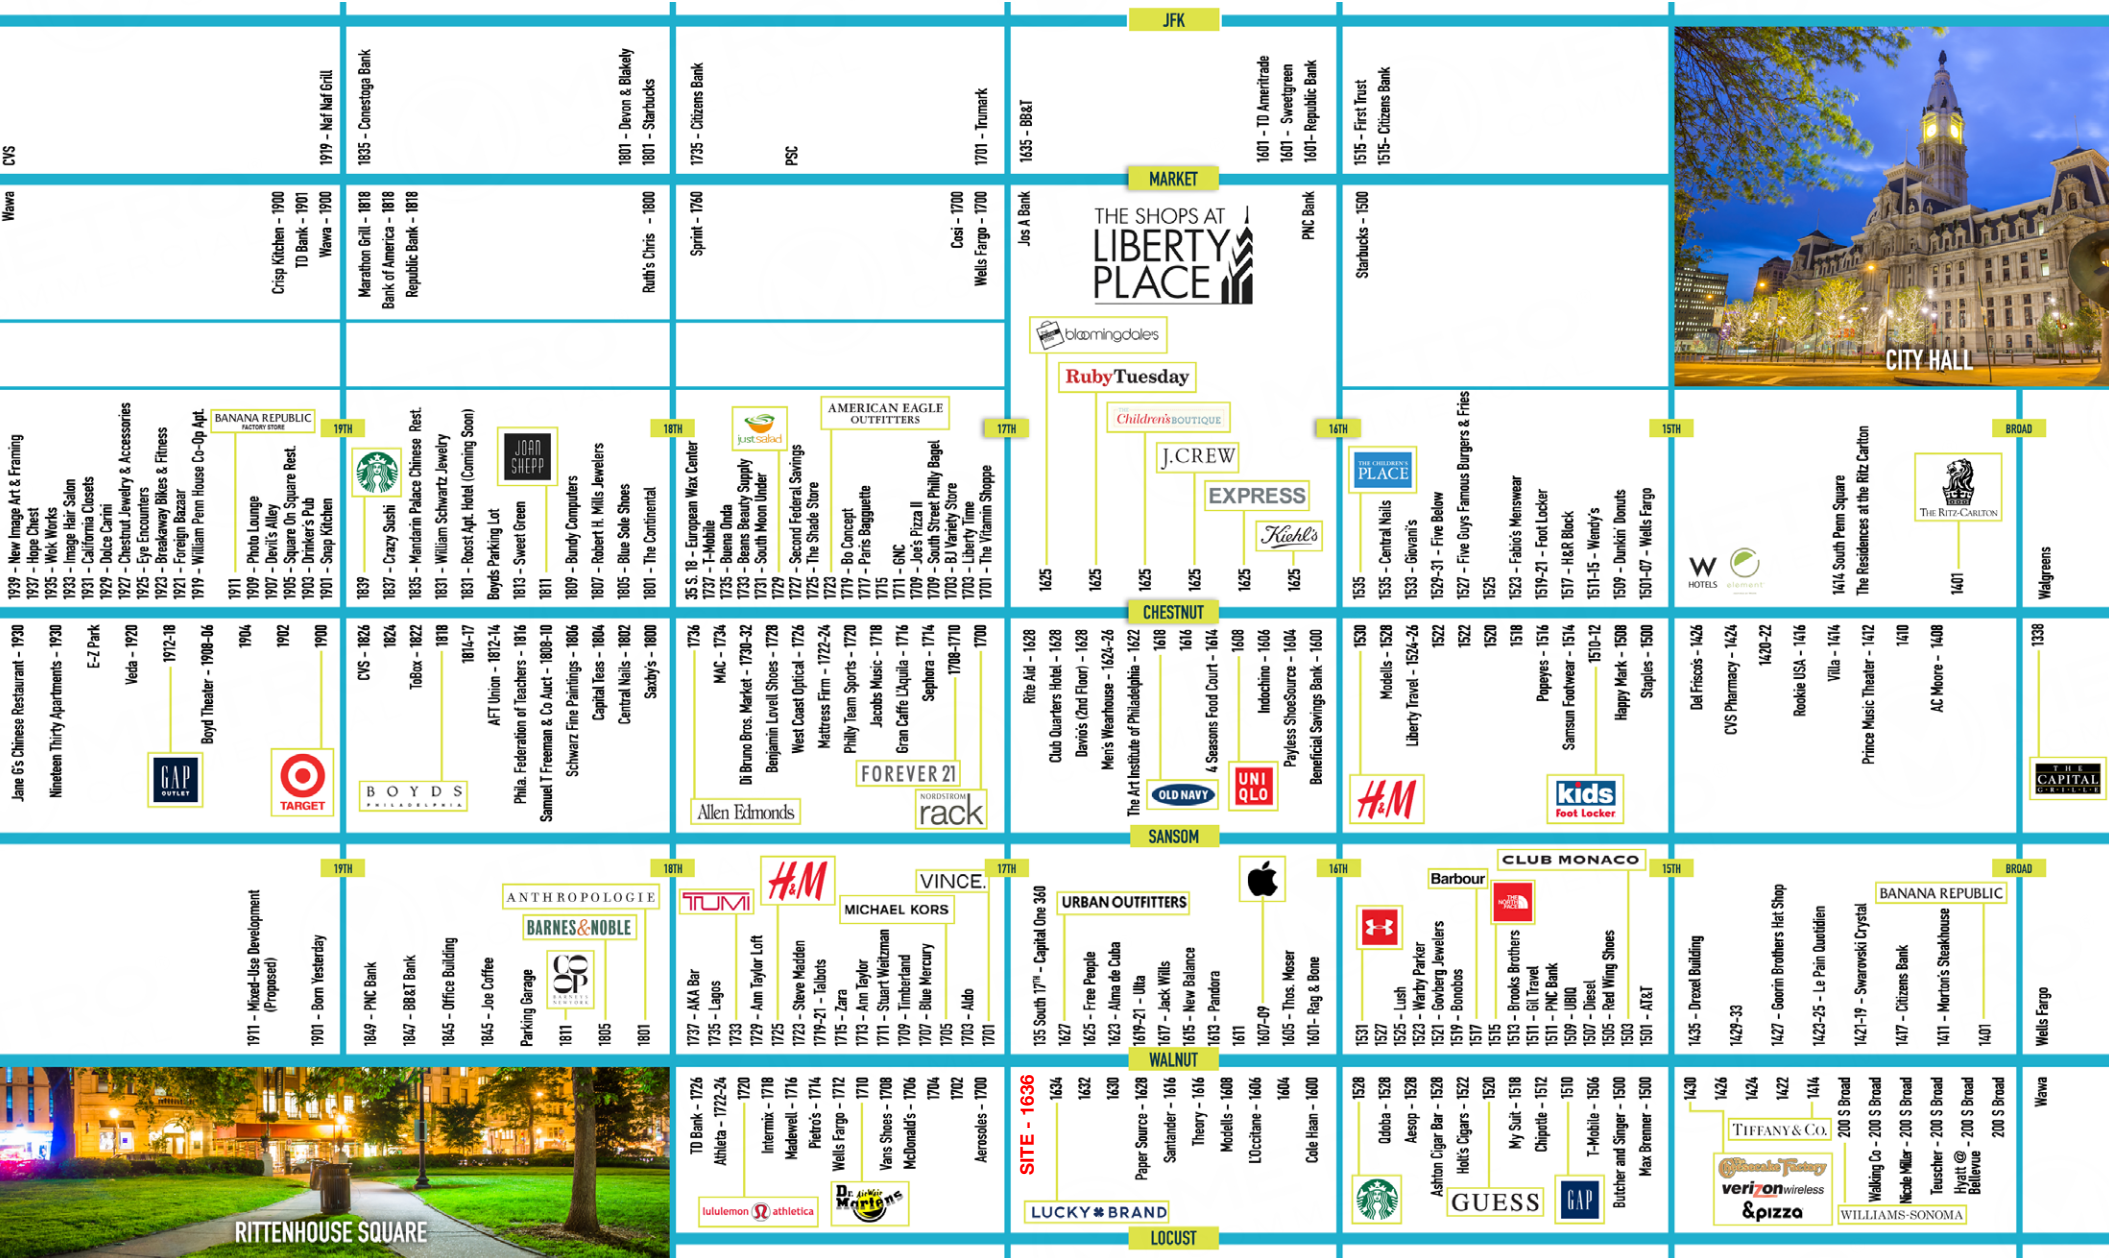 JFK
CVS
1919 - Naf Naf Grill
1835 - Conestoga Bank
1801 - Devon & Blakely
1801 - Starbucks
1735 - Citizens Bank
PSC
1701 - Trumark
1635 - BB&T
1601 - TD Ameritrade
1601 - Sweetgreen
1601- Republic Bank
1515 - First Trust
1515- Citizens Bank
MARKET
Wawa
Crisp Kitchen - 1900
TD Bank - 1901
Wawa - 1900
Marathon Grill - 1818
Bank of America - 1818
Republic Bank - 1818
Ruth's Chris - 1800
Sprint - 1760
Cosi - 1700
Wells Fargo - 1700
Jos A Bank
THE SHOPS AT
LIBERTY
PLACE
PNC Bank
Starbucks - 1500
CITY HALL
bloomingdale's
RubyTuesday
THE Children's BOUTIQUE
J.CREW
EXPRESS
Kiehl's
1625
1625
1625
1625
1625
1625
19TH
18TH
17TH
16TH
15TH
BROAD
1939 - New Image Art & Framing
1937 - Hope Chest
1935 - Wok Works
1933 - Image Hair Salon
1931 - California Closets
1929 - Dolce Carini
1927 - Chestnut Jewelry & Accessories
1925 - Eye Encounters
1923 - Breakaway Bikes & Fitness
1921 - Foreign Bazaar
1919 - William Penn House Co-Op Apt.
BANANA REPUBLIC
FACTORY STORE
1911
1909 - Photo Lounge
1907 - Devil's Alley
1905 - Square On Square Rest.
1903 - Drinker's Pub
1901 - Snap Kitchen
1839
1837 - Crazy Sushi
1835 - Mandarin Palace Chinese Rest.
1831 - William Schwartz Jewelry
1831 - Roost Apt. Hotel (Coming Soon)
Boyds Parking Lot
1813 - Sweet Green
JOAN
SHEPP
1811
1809 - Bundy Computers
1807 - Robert H. Mills Jewelers
1805 - Blue Sole Shoes
1801 - The Continental
35 S. 18 - European Wax Center
1737 - T-Mobile
1735 - Buena Onda
1733 - Beans Beauty Supply
1731 - South Moon Under
justsalad
1729
1727 - Second Federal Savings
1725 - The Shade Store
AMERICAN EAGLE
OUTFITTERS
1723
1719 - Bo Concept
1717 - Paris Bagguette
1715
1711 - GNC
1709 - Joe's Pizza II
1709 - South Street Philly Bagel
1703 - BJ Variety Store
1703 - Liberty Time
1701 - The Vitamin Shoppe
THE CHILDREN'S
PLACE
1535
1535 - Central Nails
1533 - Giovani's
1529-31 - Five Below
1527 - Five Guys Famous Burgers & Fries
1525
1523 - Fabio's Menswear
1519-21 - Foot Locker
1517 - H&R Block
1511-15 - Wendy's
1509 - Dunkin' Donuts
1501-07 - Wells Fargo
W
HOTELS
element
1414 South Penn Square
The Residences at the Ritz Carlton
THE RITZ-CARLTON
1401
Walgreens
CHESTNUT
Jane G's Chinese Restaurant - 1930
Nineteen Thirty Apartments - 1930
E-Z Park
Veda - 1920
1912-18
GAP
OUTLET
Boyd Theater - 1908-06
1904
1902
1900
TARGET
CVS - 1826
1824
ToBox - 1822
1818
BOYDS
PHILADELPHIA
1814-17
AFT Union - 1812-14
Phila. Federation of Teachers - 1816
Samuel T Freeman & Co Auct - 1808-10
Schwarz Fine Paintings - 1806
Capital Teas - 1804
Central Nails - 1802
Saxby's - 1800
1736
Allen Edmonds
MAC - 1734
Di Bruno Bros. Market - 1730-32
Benjamin Lovell Shoes - 1728
West Coast Optical - 1726
Mattress Firm - 1722-24
Philly Team Sports - 1720
Jacobs Music - 1718
Gran Caffe L'Aquila - 1716
Sephora - 1714
1708-1710
FOREVER 21
1700
NORDSTROM
rack
Rite Aid - 1628
Club Quarters Hotel - 1628
Davio's (2nd Floor) - 1628
Men's Wearhouse - 1624-26
The Art Institute of Philadelphia - 1622
1618
OLD NAVY
1616
4 Seasons Food Court - 1614
1608
UNI
QLO
Indochino - 1606
Payless ShoeSource - 1604
Beneficial Savings Bank - 1600
1530
H&M
Modells - 1528
Liberty Travel - 1524-26
1522
1522
1520
1518
Popeyes - 1516
Samsun Footwear - 1514
1510-12
kids
Foot Locker
Happy Mark - 1508
Staples - 1500
Del Friscos - 1426
CVS Pharmacy - 1424
1420-22
Rookie USA - 1416
Villa - 1414
Prince Music Theater - 1412
1410
AC Moore - 1408
1338
THE
CAPITAL
GRILLE
SANSOM
19TH
18TH
17TH
16TH
15TH
BROAD
1911 - Mixed-Use Development
(Proposed)
1901 - Born Yesterday
1849 - PNC Bank
1847 - BB&T Bank
1845 - Office Building
1845 - Joe Coffee
Parking Garage
ANTHROPOLOGIE
BARNES&NOBLE
CO
OP
BARNEYS
NEW YORK
1811
1805
1801
TUMI
H&M
MICHAEL KORS
VINCE.
1737 - AKA Bar
1735 - Lagos
1733
1729 - Ann Taylor Loft
1725
1723 - Steve Madden
1719-21 - Talbots
1715 - Zara
1713 - Ann Taylor
1711 - Stuart Weitzman
1709 - Timberland
1707 - Blue Mercury
1705
1703 - Aldo
1701
135 South 17TH - Capital One 360
URBAN OUTFITTERS
1627
1625 - Free People
1623 - Alma de Cuba
1619-21 - Ulta
1617 - Jack Wills
1615 - New Balance
1613 - Pandora
1611
1607-09
1605 - Thos. Moser
1601- Rag & Bone
Barbour
THE
NORTH
FACE
CLUB MONACO
1531
1527
1525 - Lush
1523 - Warby Parker
1521 - Govberg Jewelers
1519 - Bonobos
1517
1515
1513 - Brooks Brothers
1511 - Gil Travel
1511 - PNC Bank
1509 - UBIQ
1507 - Diesel
1505 - Red Wing Shoes
1503
1501 - AT&T
1435 - Drexel Building
1429-33
1427 - Goorin Brothers Hat Shop
1423-25 - Le Pain Quotidien
1421-19 - Swarovski Crystal
1417 - Citizens Bank
BANANA REPUBLIC
1411 - Morton's Steakhouse
1401
Wells Fargo
WALNUT
RITTENHOUSE SQUARE
TD Bank - 1726
Athleta - 1722-24
1720
lululemon athletica
Intermix - 1718
Madewell - 1716
Pietro's - 1714
Wells Fargo - 1712
1710
Dr. Martens
AirWair
Vans Shoes - 1708
McDonald's - 1706
1704
1702
Aerosoles - 1700
SITE - 1636
1634
LUCKY BRAND
1632
1630
Paper Source - 1628
Santander - 1616
Theory - 1616
Modells - 1608
L'Occitane - 1606
1604
Cole Haan - 1600
1528
Qdoba - 1528
Aesop - 1528
Ashton Cigar Bar - 1528
Holt's Cigars - 1522
1520
GUESS
My Suit - 1518
Chipotle - 1512
1510
GAP
T-Mobile - 1506
Butcher and Singer - 1500
Max Brenner - 1500
1430
1426
1424
1422
1414
TIFFANY & CO.
Cheesecake Factory
verizon wireless
&pizza
200 S Broad
WILLIAMS-SONOMA
Walking Co - 200 S Broad
Nicole Miller - 200 S Broad
Teuscher - 200 S Broad
Hyatt @ - 200 S Broad
Bellevue
200 S Broad
Wawa
LOCUST